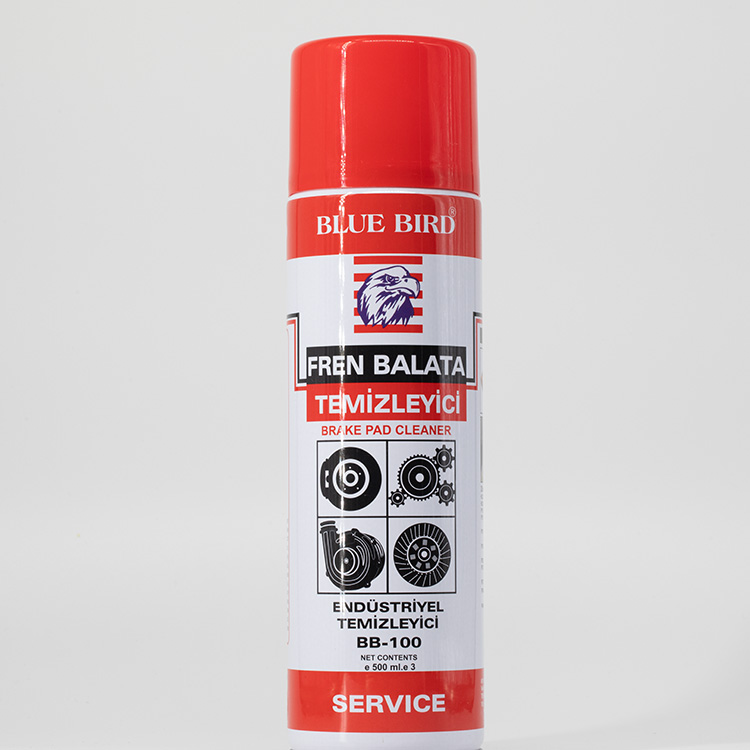 BLUE BIRD®
FREN BALATA
TEMİZLEYİCİ
BRAKE PAD CLEANER
ENDÜSTRİYEL
TEMİZLEYİCİ
BB-100
NET CONTENTS
e 500 ml.e 3
SERVICE